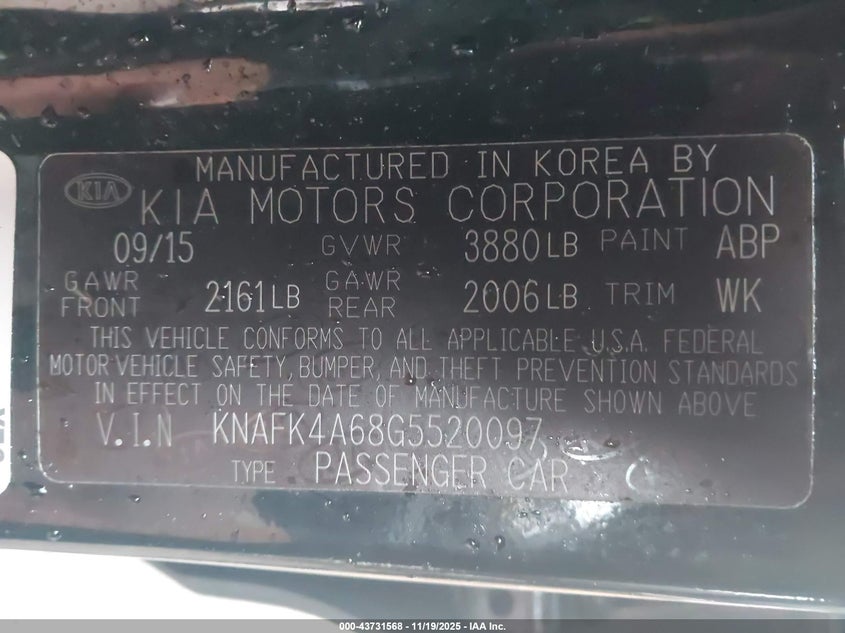 MANUFACTURED IN KOREA BY
KIA
KIA MOTORS CORPORATION
09/15 GVWR 3880LB PAINT ABP
GAWR FRONT 2161LB GAWR REAR 2006LB TRIM WK
THIS VEHICLE CONFORMS TO ALL APPLICABLE U.S.A. FEDERAL
MOTOR VEHICLE SAFETY, BUMPER, AND THEFT PREVENTION STANDARDS
IN EFFECT ON THE DATE OF MANUFACTURE SHOWN ABOVE
V.I.N KNAFK4A68G5520097
TYPE PASSENGER CAR
000-43731568 - 11/19/2025 - IAA Inc.